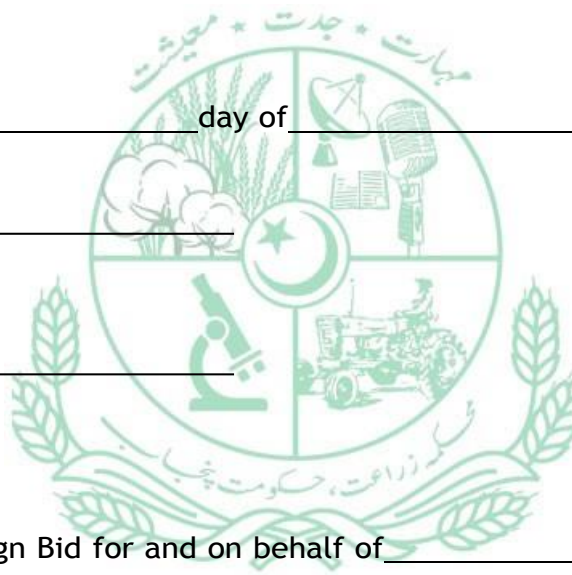 مہارت ٭ جدت ٭ معیشت
day of
محکمہ زراعت، حکومت پنجاب
gn Bid for and on behalf of